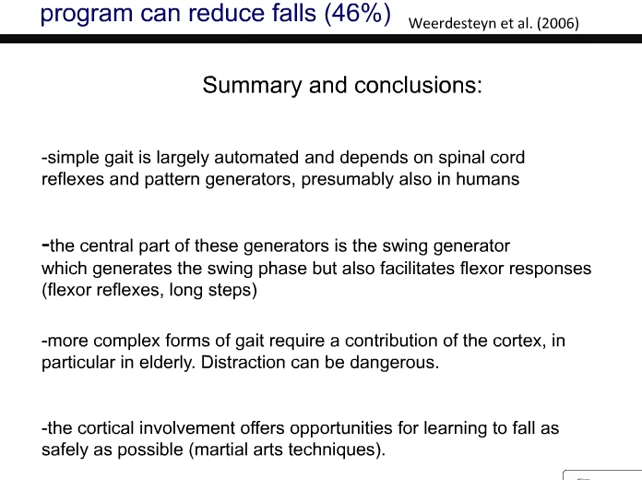 program can reduce falls (46%) Weerdesteyn et al. (2006)
Summary and conclusions:
-simple gait is largely automated and depends on spinal cord
reflexes and pattern generators, presumably also in humans
-the central part of these generators is the swing generator
which generates the swing phase but also facilitates flexor responses
(flexor reflexes, long steps)
-more complex forms of gait require a contribution of the cortex, in
particular in elderly. Distraction can be dangerous.
-the cortical involvement offers opportunities for learning to fall as
safely as possible (martial arts techniques).